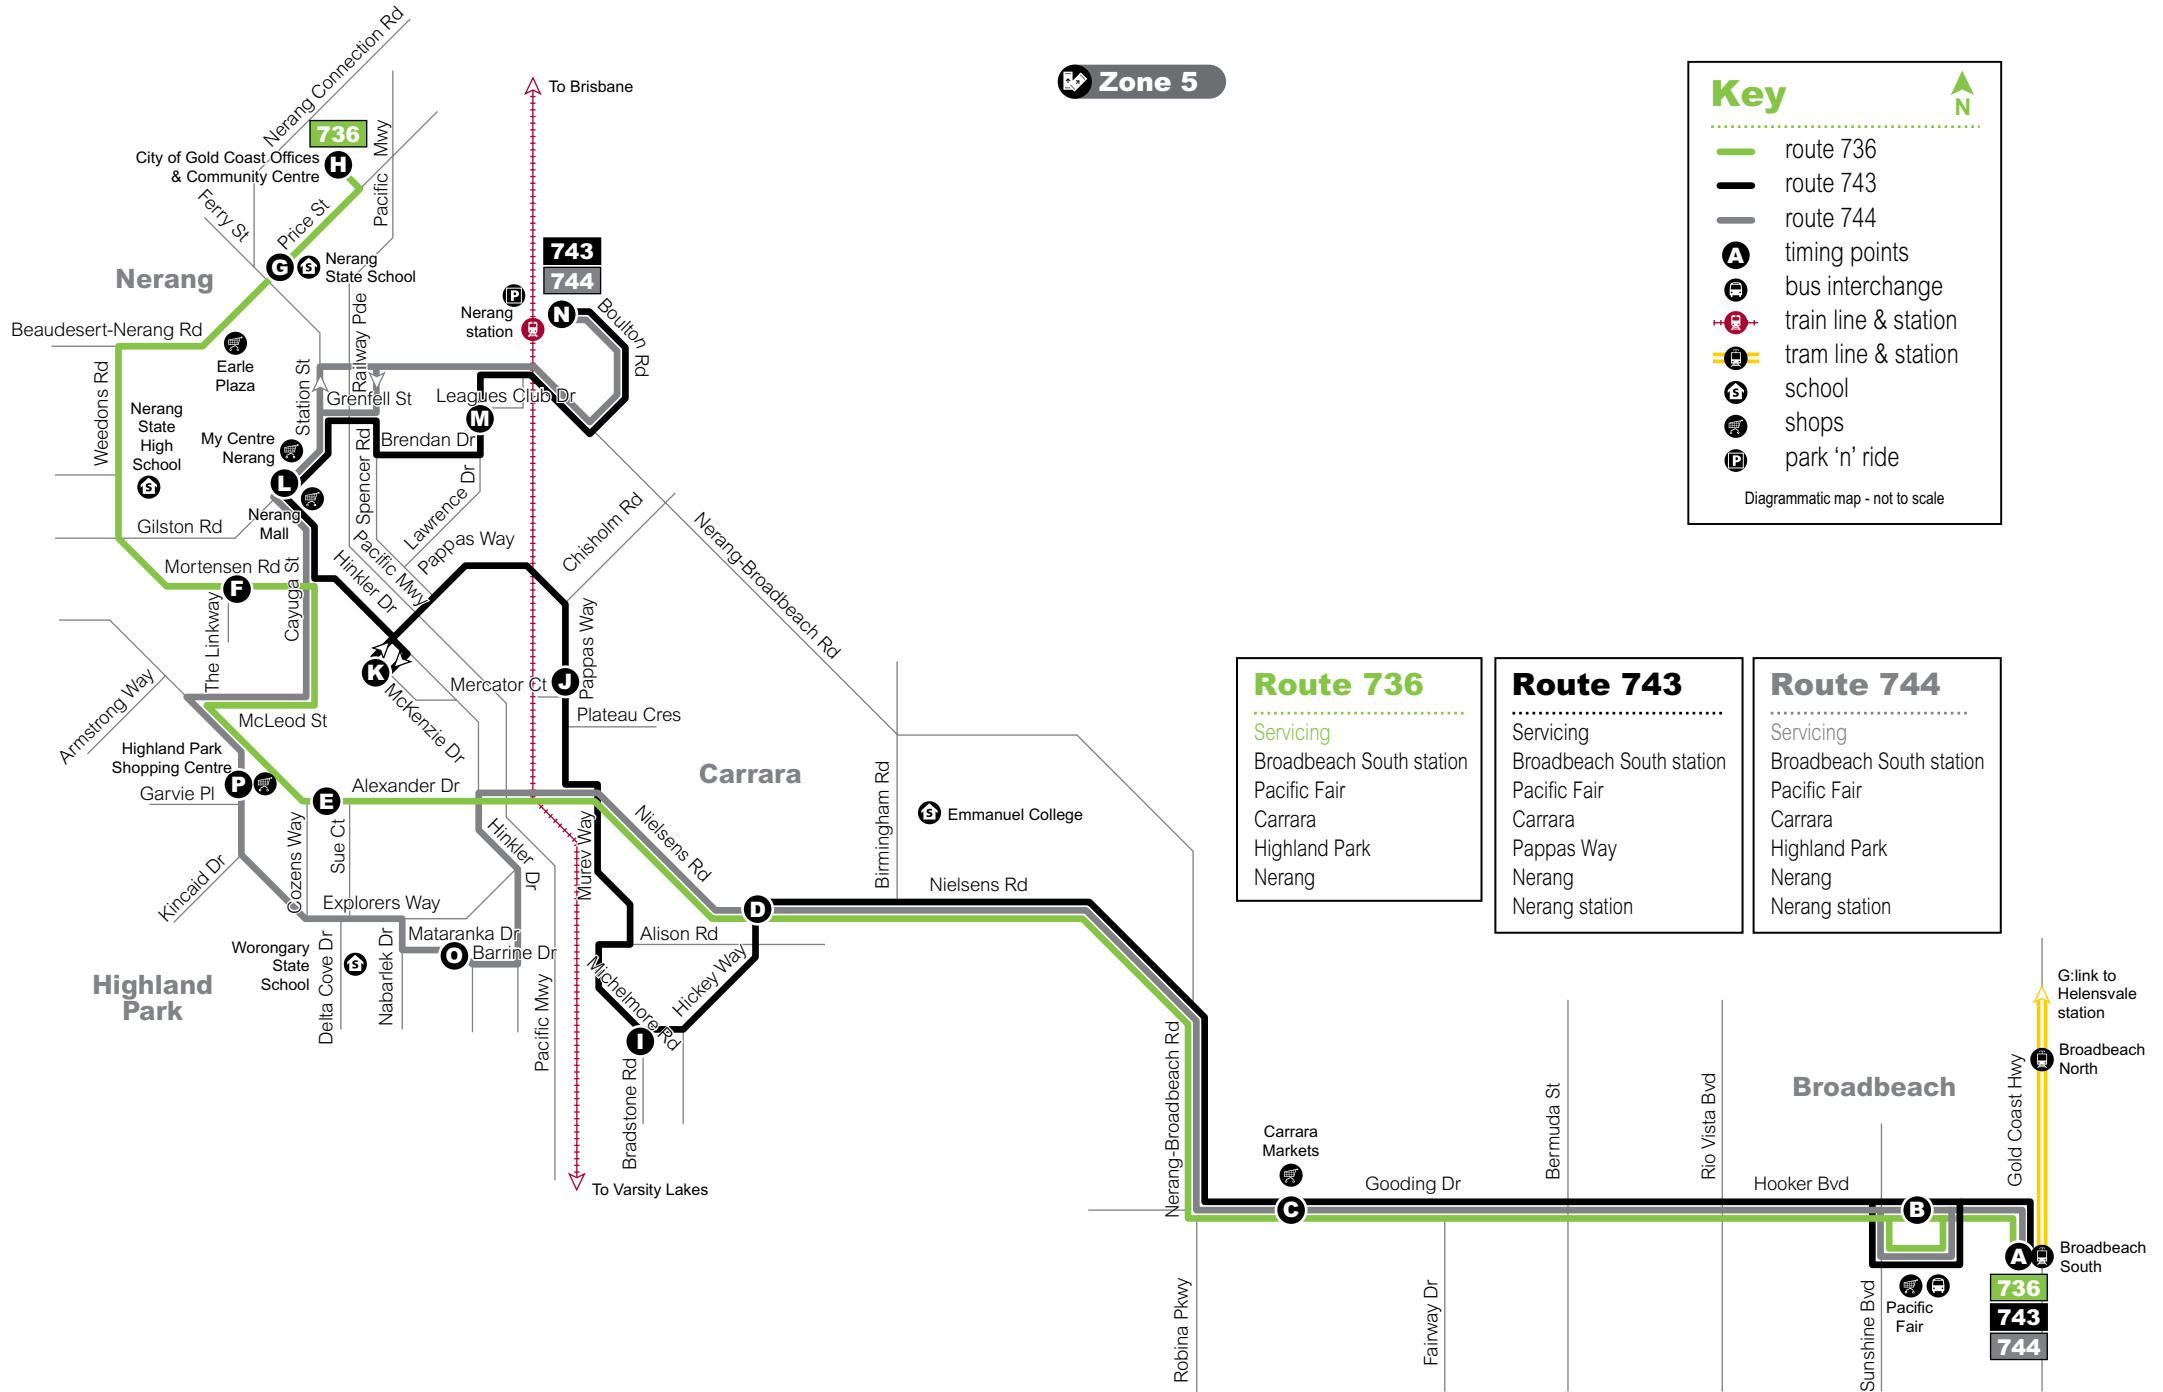 Nerang Connection Rd
To Brisbane
Zone 5
736
City of Gold Coast Offices
& Community Centre
H
Pacific Mwy
Ferry St
Price St
G
Nerang
State School
Nerang
743
744
P
N
Nerang
station
Boulton Rd
Beaudesert-Nerang Rd
Railway Pde
Earle
Plaza
Weedons Rd
Station St
Grenfell St
Leagues Club Dr
M
Nerang
State
High
School
My Centre
Nerang
Brendan Dr
L
Nerang
Mall
Spencer Rd
Lawrence Dr
Gilston Rd
Pappas Way
Chisholm Rd
Nerang-Broadbeach Rd
Mortensen Rd
F
Cayuga St
Hinkler Dr
Pacific Mwy
The Linkway
K
Mercator Ct
J
Pappas Way
Armstrong Way
McLeod St
McKenzie Dr
Plateau Cres
Highland Park
Shopping Centre
P
Garvie Pl
E
Alexander Dr
Carrara
Cozens Way
Sue Ct
Hinkler Dr
Murev Way
Nielsens Rd
Birmingham Rd
Emmanuel College
Kincaid Dr
Explorers Way
D
Nielsens Rd
Mataranka Dr
O
Barrine Dr
Alison Rd
Worongary
State
School
Delta Cove Dr
Nabarlek Dr
Highland
Park
Pacific Mwy
Michelmore Rd
Hickey Way
I
Bradstone Rd
To Varsity Lakes
Nerang-Broadbeach Rd
Robina Pkwy
Carrara
Markets
C
Gooding Dr
Fairway Dr
Bermuda St
Rio Vista Bvd
Hooker Bvd
Broadbeach
Sunshine Bvd
B
Pacific
Fair
Gold Coast Hwy
G:link to
Helensvale
station
Broadbeach
North
A
Broadbeach
South
736
743
744
Key
N
route 736
route 743
route 744
A timing points
bus interchange
train line & station
tram line & station
school
shops
P park ‘n’ ride
Diagrammatic map - not to scale
Route 736
Servicing
Broadbeach South station
Pacific Fair
Carrara
Highland Park
Nerang
Route 743
Servicing
Broadbeach South station
Pacific Fair
Carrara
Pappas Way
Nerang
Nerang station
Route 744
Servicing
Broadbeach South station
Pacific Fair
Carrara
Highland Park
Nerang
Nerang station